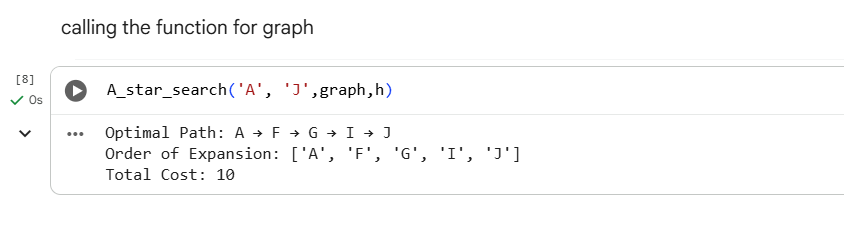 calling the function for graph
[8]
0s
A_star_search('A', 'J',graph,h)
Optimal Path: A → F → G → I → J
Order of Expansion: ['A', 'F', 'G', 'I', 'J']
Total Cost: 10